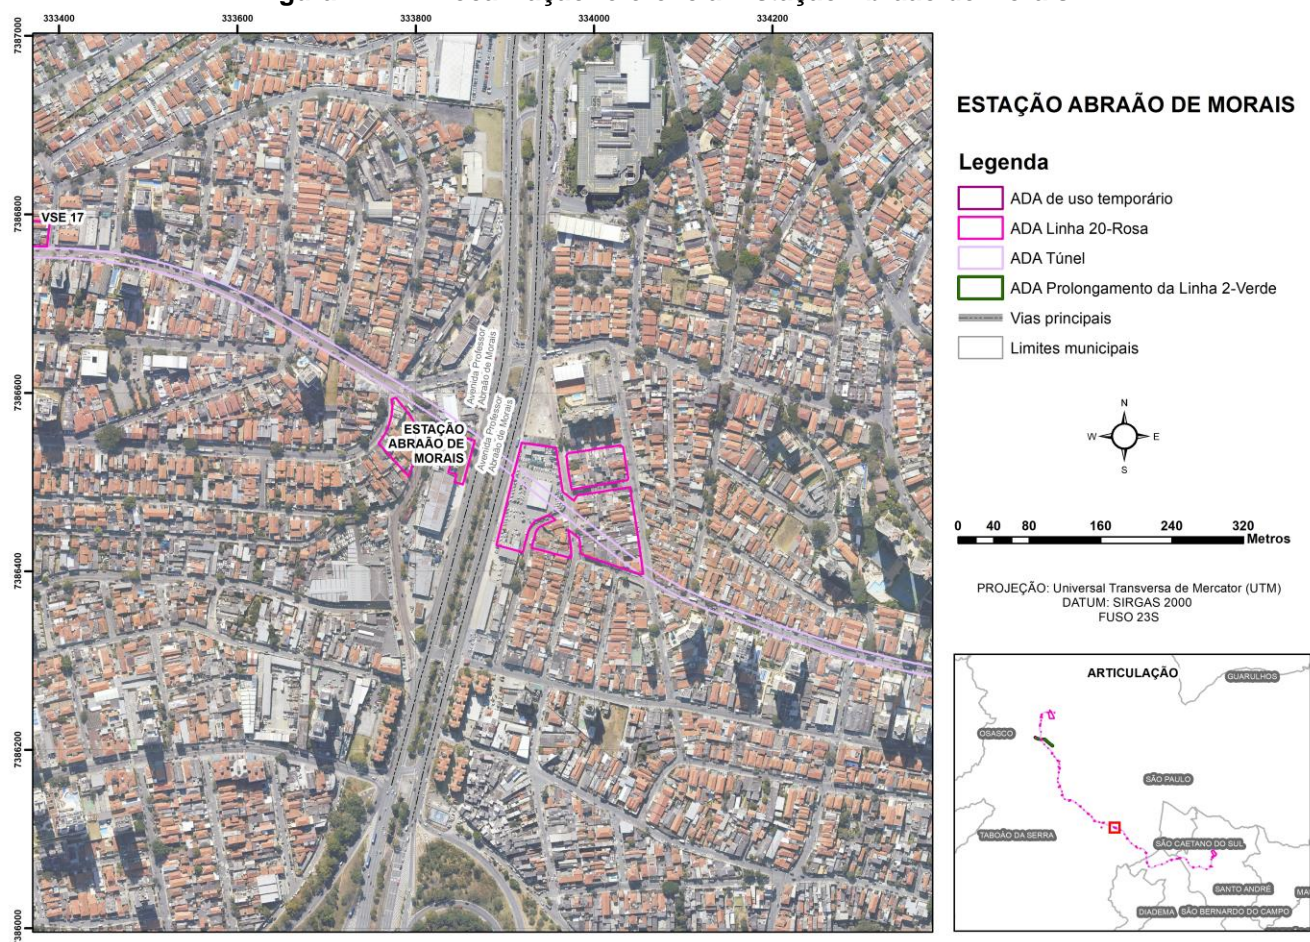 333400
333600
333800
334000
334200
7387000
7386800
7386600
7386400
7386200
VSE 17
Avenida Professor
Abraão de Morais
Avenida Professor
Abraão de Morais
ESTAÇÃO
ABRAÃO DE
MORAIS
ESTAÇÃO ABRAÃO DE MORAIS
Legenda
ADA de uso temporário
ADA Linha 20-Rosa
ADA Túnel
ADA Prolongamento da Linha 2-Verde
Vias principais
Limites municipais
N
W
E
S
0 40 80 160 240 320
Metros
PROJEÇÃO: Universal Transversa de Mercator (UTM)
DATUM: SIRGAS 2000
FUSO 23S
ARTICULAÇÃO
GUARULHOS
OSASCO
SÃO PAULO
TABOÃO DA SERRA
SÃO CAETANO DO SUL
SANTO ANDRÉ
DIADEMA
SÃO BERNARDO DO CAMPO